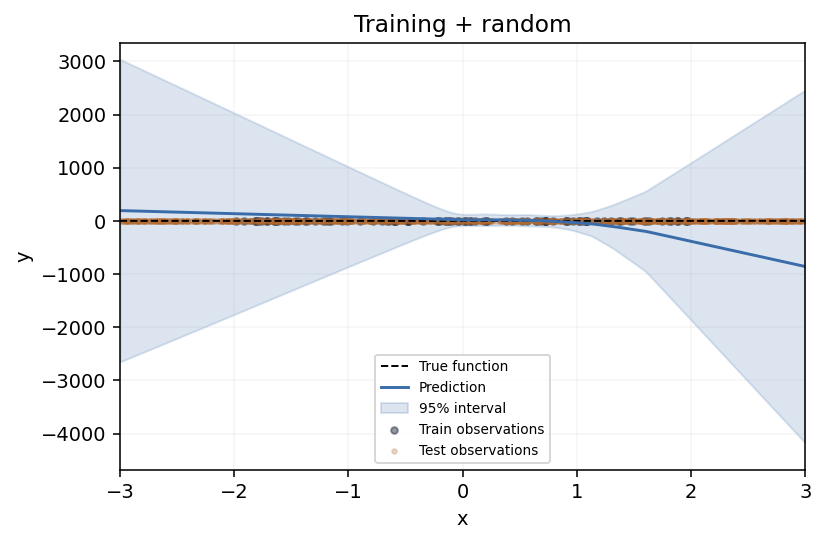 Training + random
3000
2000
1000
0
−1000
−2000
−3000
−4000
y
True function
Prediction
95% interval
Train observations
Test observations
−3 −2 −1 0 1 2 3
x